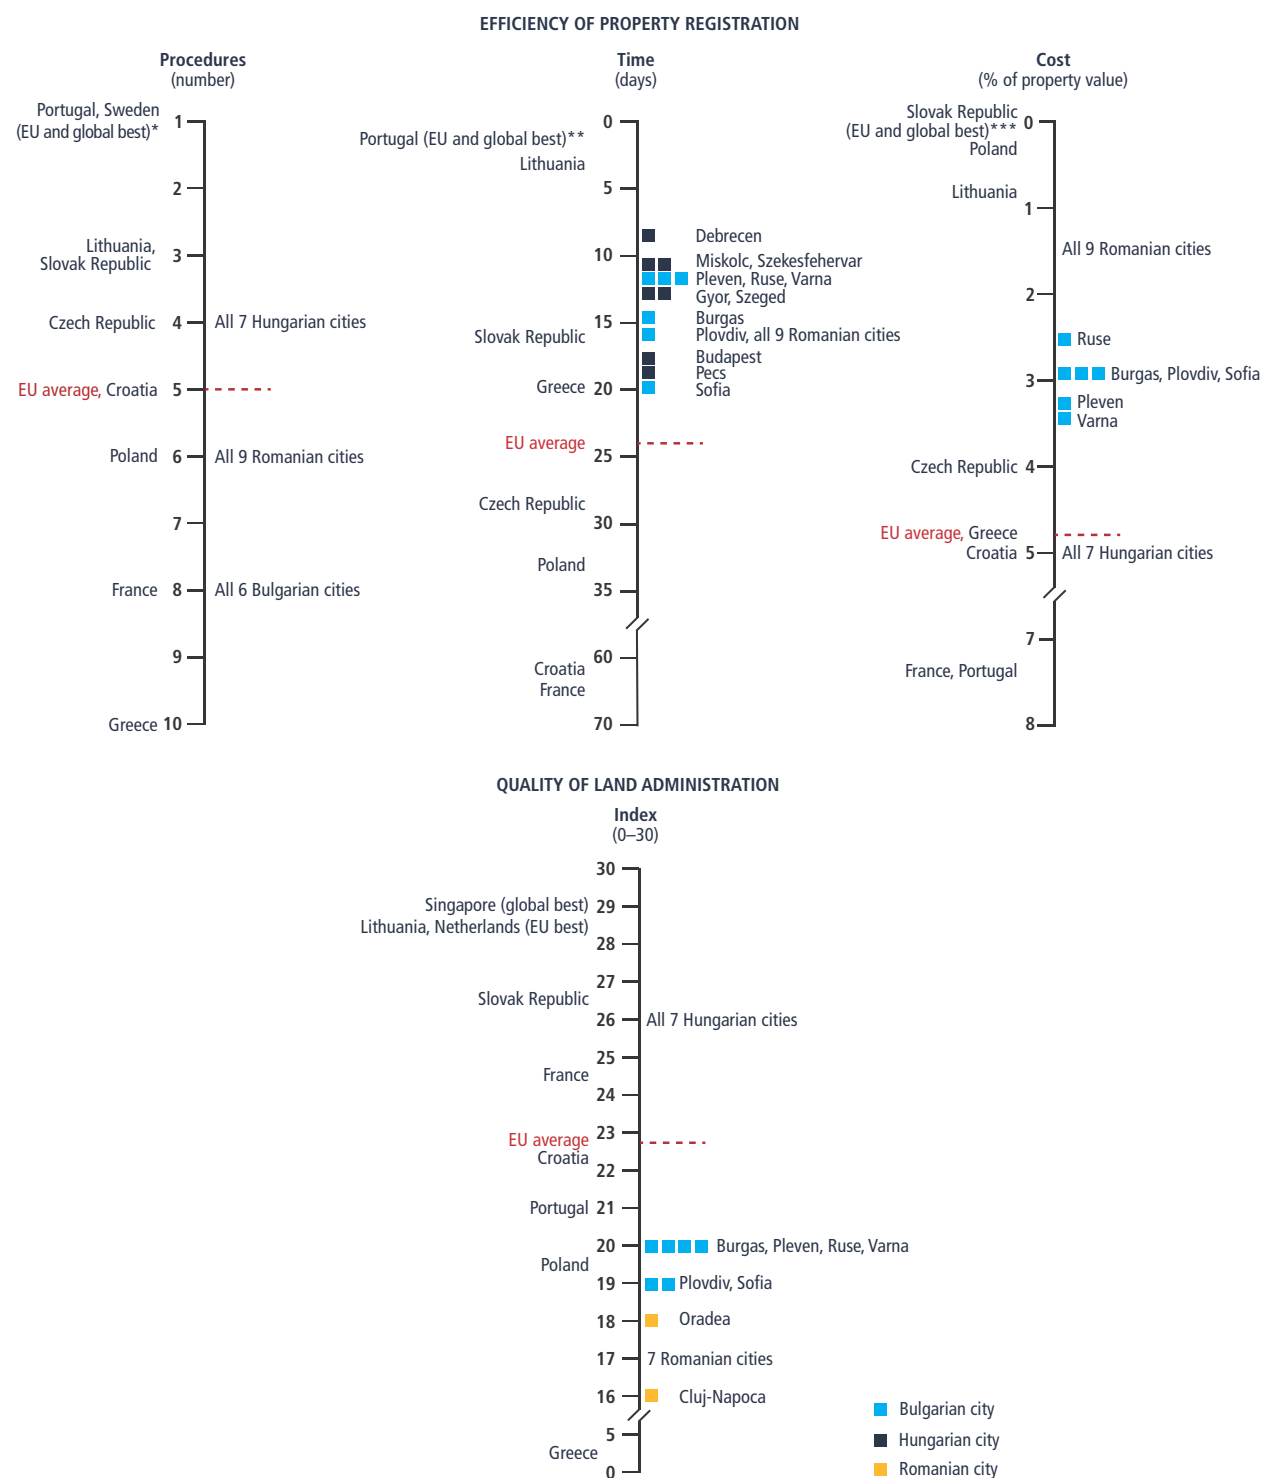 EFFICIENCY OF PROPERTY REGISTRATION
Procedures
(number)
Portugal, Sweden
(EU and global best)*
1
2
Lithuania,
Slovak Republic
3
Czech Republic 4 All 7 Hungarian cities
EU average, Croatia 5
Poland 6 All 9 Romanian cities
7
France 8 All 6 Bulgarian cities
9
Greece 10
Time
(days)
0
Portugal (EU and global best)**
Lithuania
5
Debrecen
10
Miskolc, Szekesfehervar
Pleven, Ruse, Varna
Gyor, Szeged
Burgas
15
Slovak Republic
Plovdiv, all 9 Romanian cities
Budapest
Pecs
Greece 20 Sofia
EU average
25
Czech Republic
30
Poland
35
60
Croatia
France
70
Cost
(% of property value)
Slovak Republic
(EU and global best)***
0
Poland
Lithuania
1
All 9 Romanian cities
2
Ruse
3 Burgas, Plovdiv, Sofia
Pleven
Varna
Czech Republic 4
EU average, Greece
Croatia 5 All 7 Hungarian cities
7
France, Portugal
8
QUALITY OF LAND ADMINISTRATION
Index
(0–30)
30
Singapore (global best) 29
Lithuania, Netherlands (EU best)
28
27
Slovak Republic
26 All 7 Hungarian cities
25
France
24
23
EU average
Croatia
22
Portugal 21
20 Burgas, Pleven, Ruse, Varna
Poland
19 Plovdiv, Sofia
18 Oradea
17 7 Romanian cities
16 Cluj-Napoca
5
Greece
0
Bulgarian city
Hungarian city
Romanian city